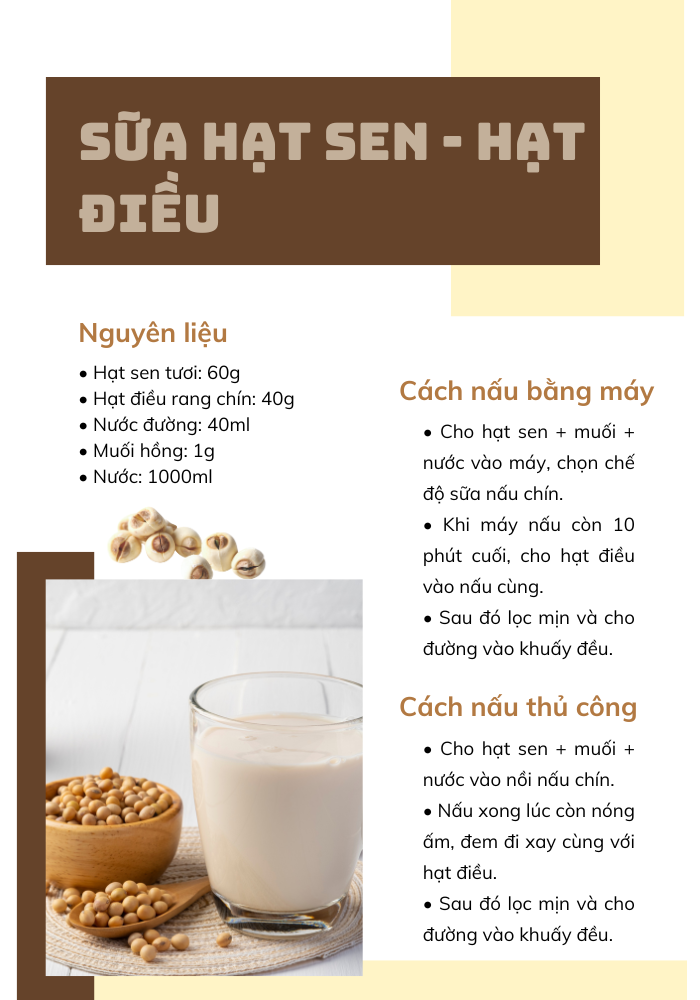 SỮA HẠT SEN - HẠT
ĐIỀU
Nguyên liệu
• Hạt sen tươi: 60g
• Hạt điều rang chín: 40g
• Nước đường: 40ml
• Muối hồng: 1g
• Nước: 1000ml
Cách nấu bằng máy
• Cho hạt sen + muối +
nước vào máy, chọn chế
độ sữa nấu chín.
• Khi máy nấu còn 10
phút cuối, cho hạt điều
vào nấu cùng.
• Sau đó lọc mịn và cho
đường vào khuấy đều.
Cách nấu thủ công
• Cho hạt sen + muối +
nước vào nồi nấu chín.
• Nấu xong lúc còn nóng
ấm, đem đi xay cùng với
hạt điều.
• Sau đó lọc mịn và cho
đường vào khuấy đều.